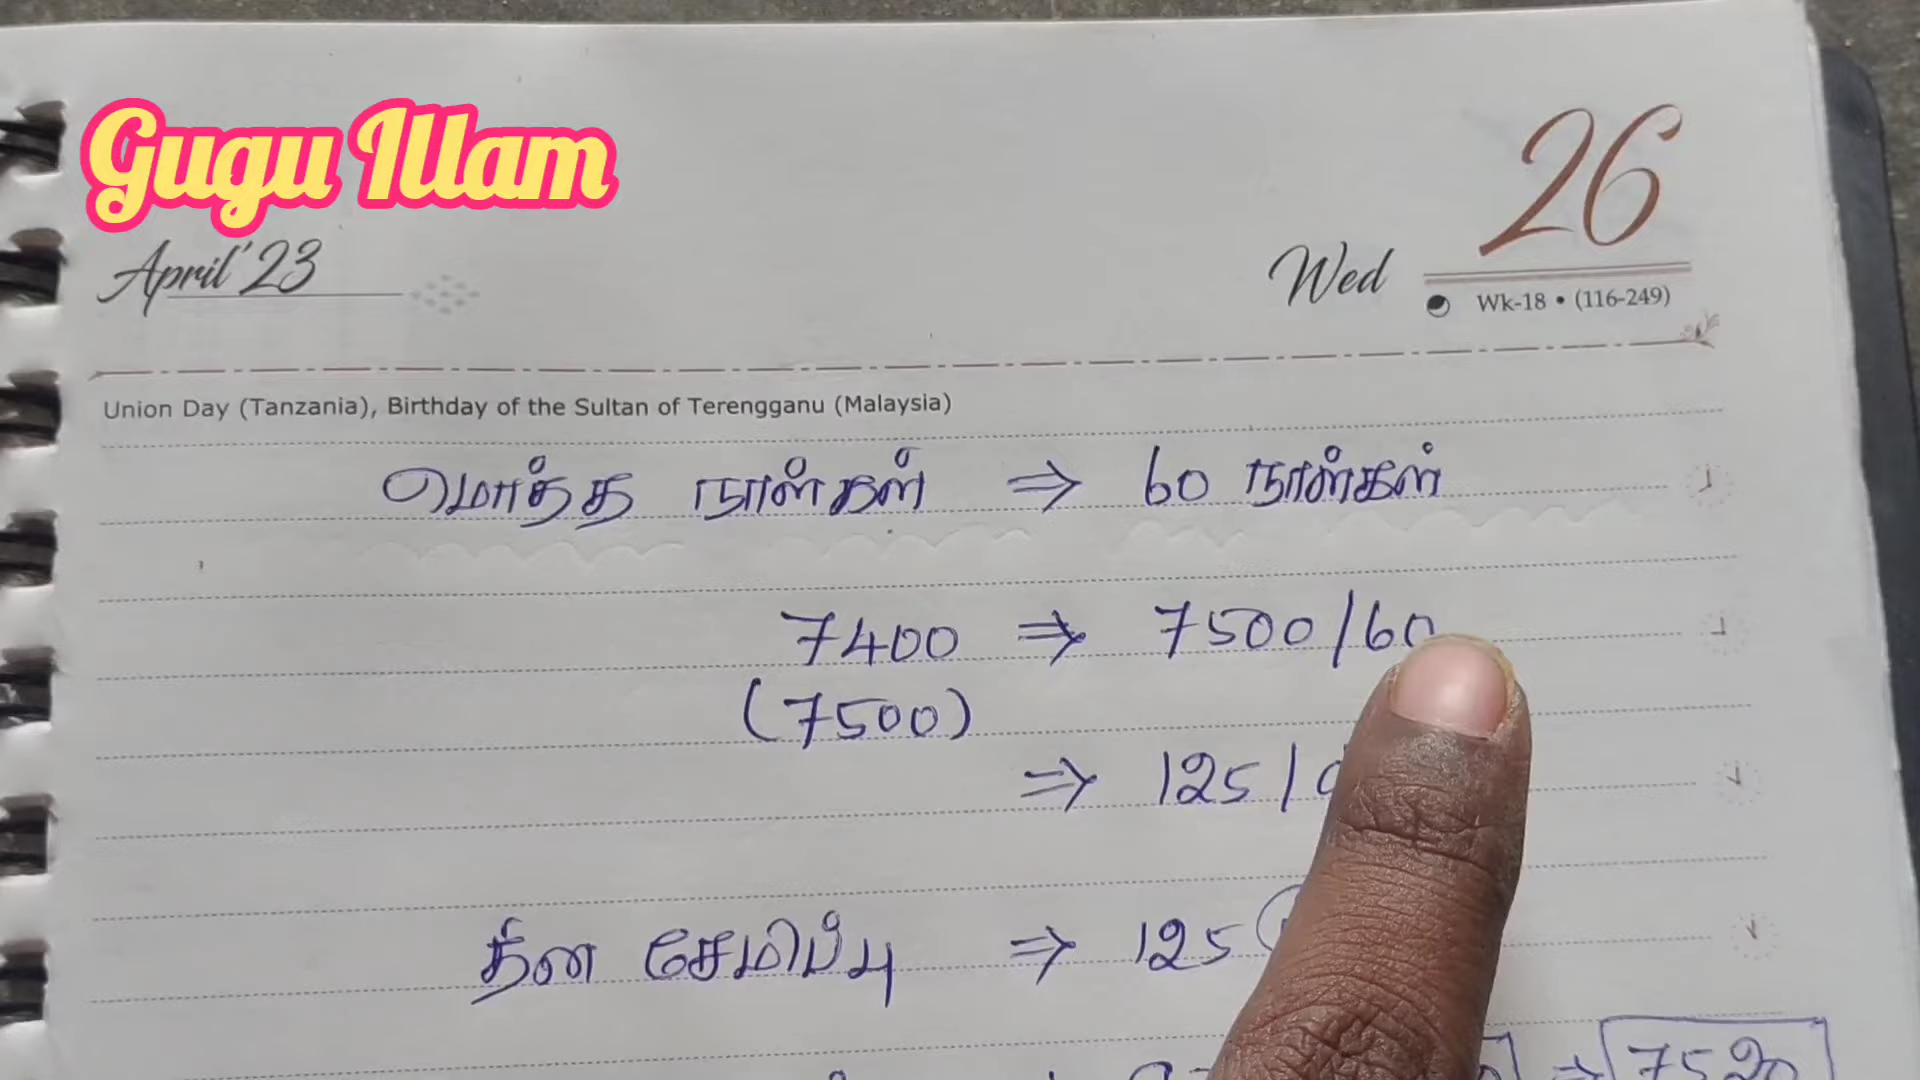 Gugu Illam
26
April'23
Wed
Wk-18 • (116-249)
Union Day (Tanzania), Birthday of the Sultan of Terengganu (Malaysia)
மொத்த நாள்கள் ⇒ 60 நாள்கள்
7400 ⇒ 7500/60
(7500)
⇒ 125/
தின சேமிப்பு ⇒ 125
⇒ 7520